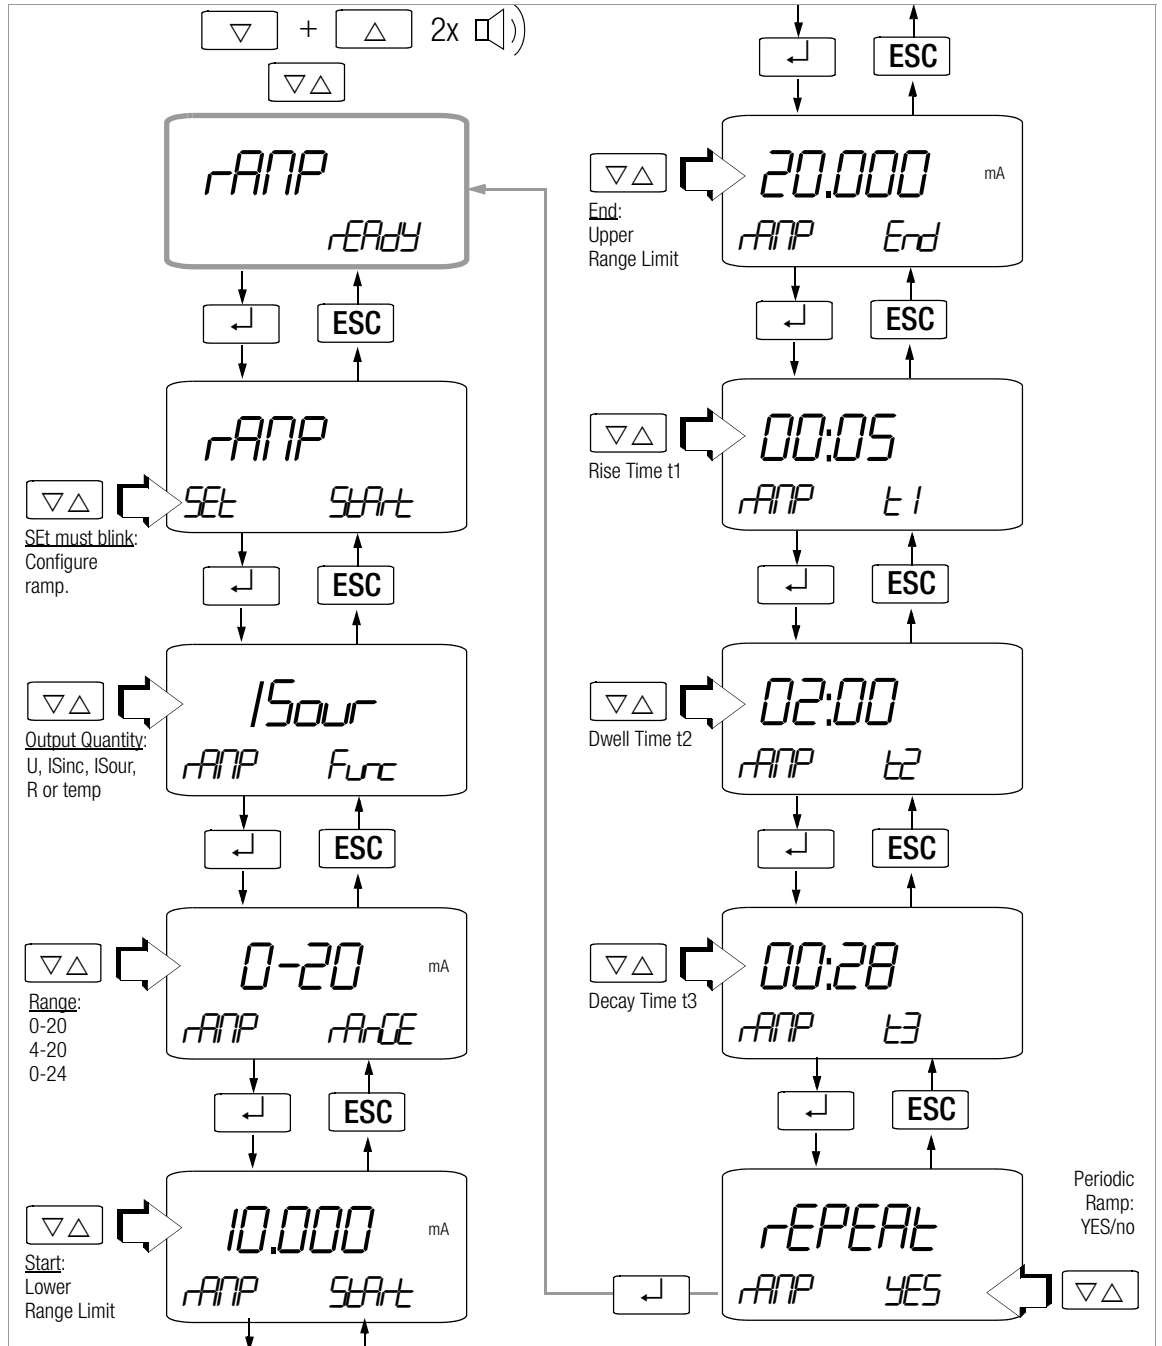 ▽ + △ 2x
▽△
rAMP
rEAdY
↵ ESC
rAMP
SEt StArt
▽△
SEt must blink:
Configure
ramp.
↵ ESC
ISour
rAMP Func
▽△
Output Quantity:
U, ISinc, ISour,
R or temp
↵ ESC
0-20 mA
rAMP rAnGE
▽△
Range:
0-20
4-20
0-24
↵ ESC
10.000 mA
rAMP StArt
▽△
Start:
Lower
Range Limit
↵ ESC
20.000 mA
rAMP End
▽△
End:
Upper
Range Limit
↵ ESC
00:05
rAMP t1
▽△
Rise Time t1
↵ ESC
02:00
rAMP t2
▽△
Dwell Time t2
↵ ESC
00:28
rAMP t3
▽△
Decay Time t3
↵ ESC
rEPEAt
rAMP YES
Periodic
Ramp:
YES/no
▽△
↵